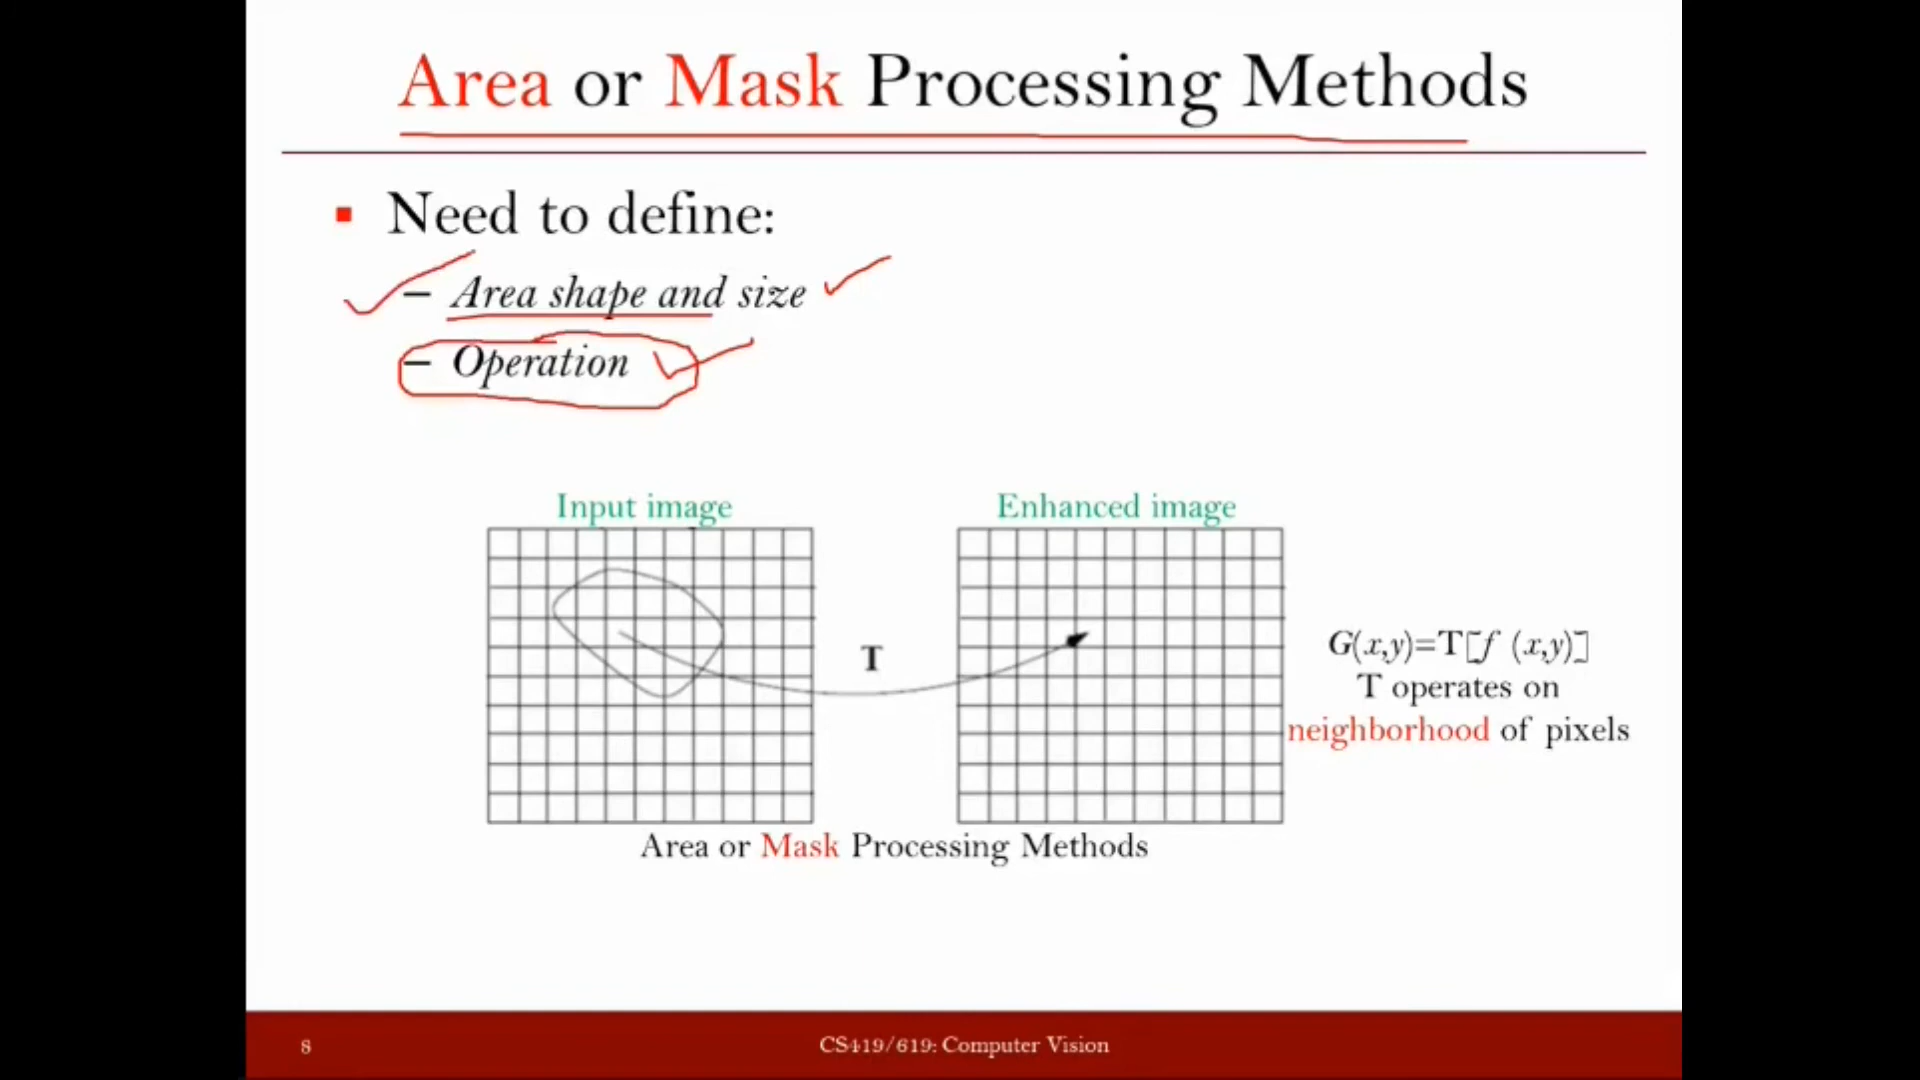 Area or Mask Processing Methods
▪ Need to define:
– Area shape and size
– Operation
Input image
Enhanced image
T
G(x,y)=T[f (x,y)]
T operates on
neighborhood of pixels
Area or Mask Processing Methods
8
CS419/619: Computer Vision